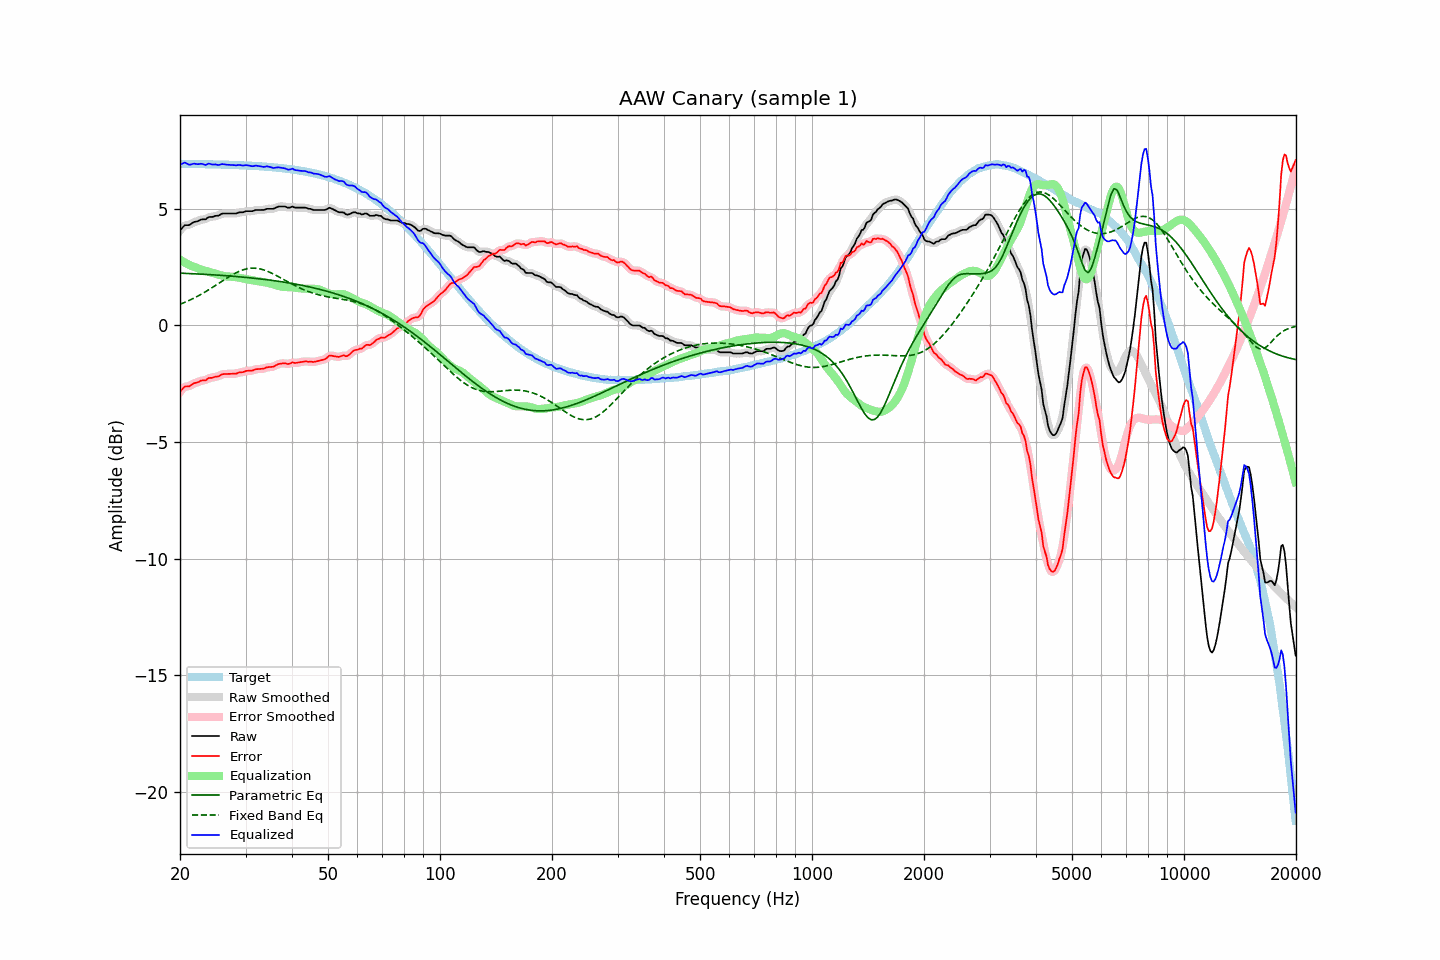 AAW Canary (sample 1)
Amplitude (dBr)
5
0
−5
−10
−15
−20
Target
Raw Smoothed
Error Smoothed
Raw
Error
Equalization
Parametric Eq
Fixed Band Eq
Equalized
20 50 100 200 500 1000 2000 5000 10000 20000
Frequency (Hz)